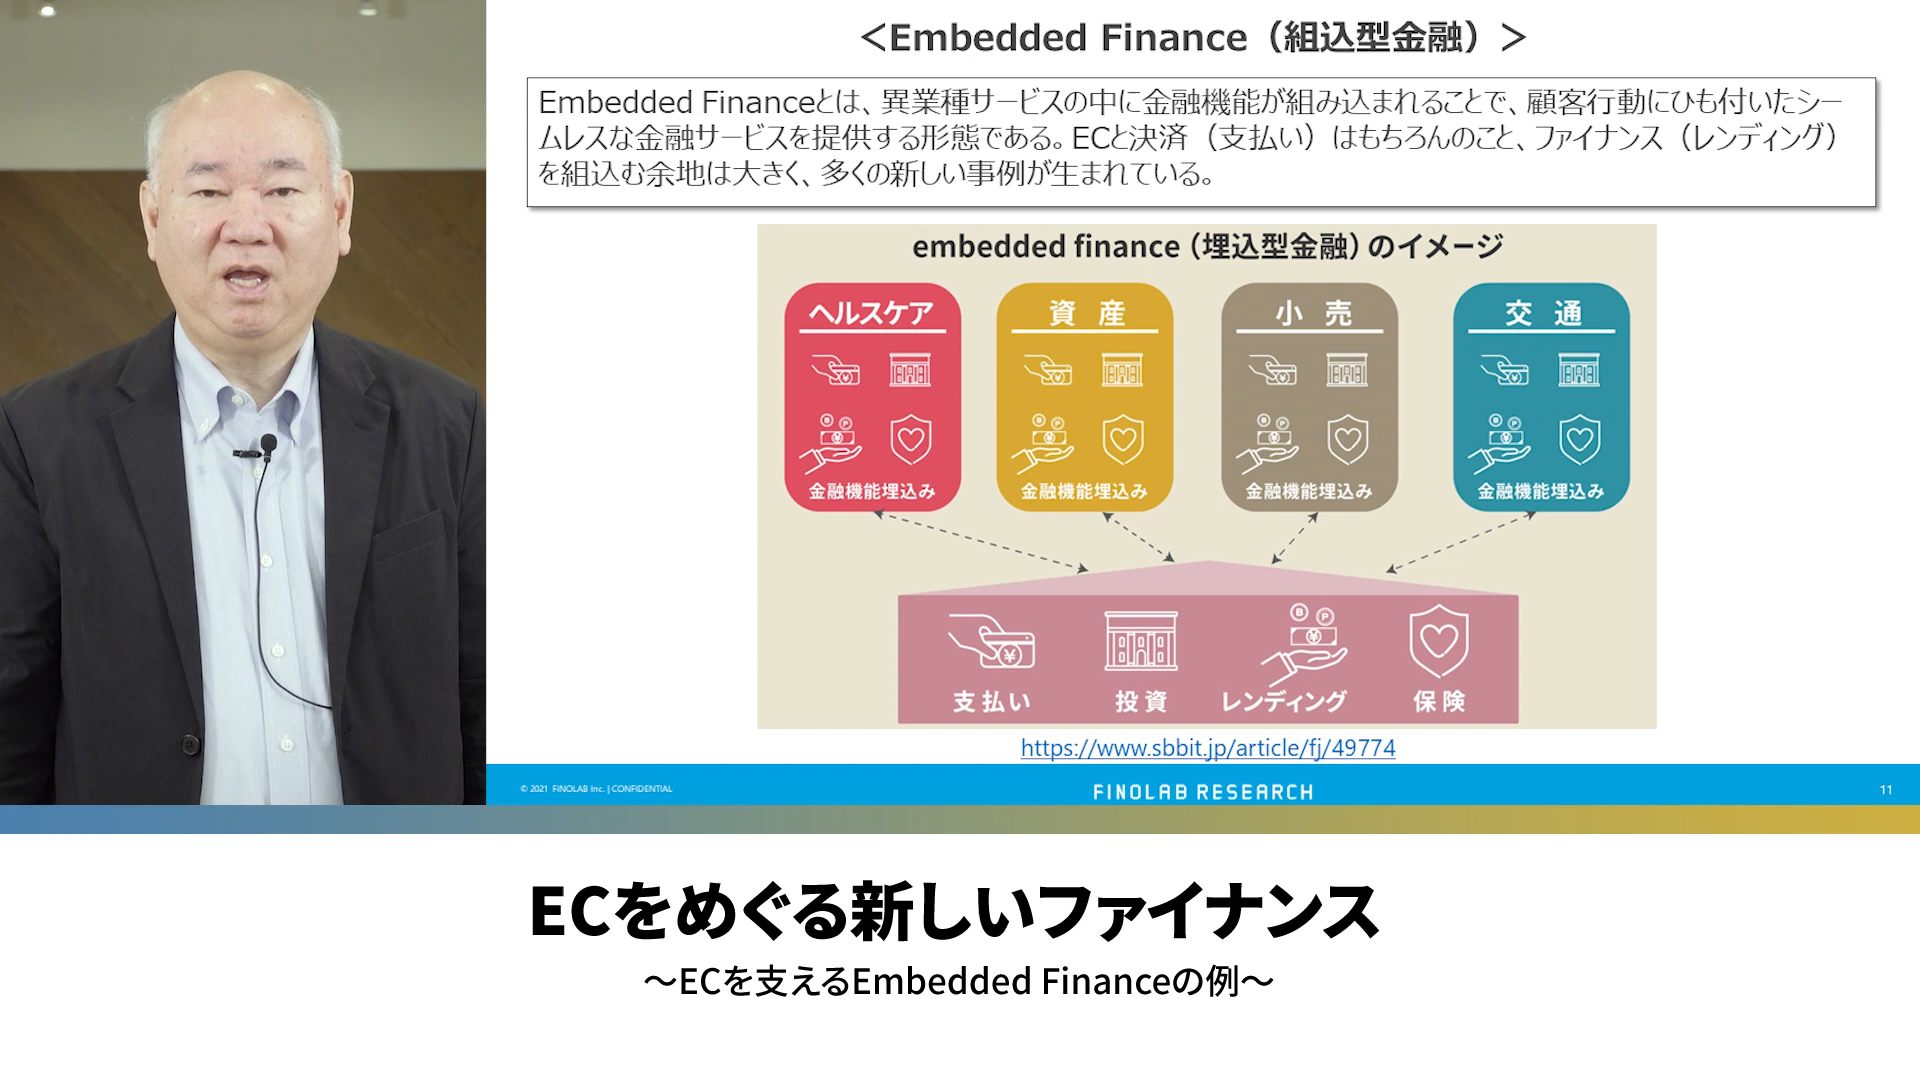 ＜Embedded Finance（組込型金融）＞
Embedded Financeとは、異業種サービスの中に金融機能が組み込まれることで、顧客行動にひも付いたシー
ムレスな金融サービスを提供する形態である。ECと決済（支払い）はもちろんのこと、ファイナンス（レンディング）
を組込む余地は大きく、多くの新しい事例が生まれている。
embedded finance（埋込型金融）のイメージ
ヘルスケア
資 産
小 売
交 通
金融機能埋込み
金融機能埋込み
金融機能埋込み
金融機能埋込み
支払い
投資
レンディング
保険
https://www.sbbit.jp/article/fj/49774
© 2021 FINOLAB Inc. | CONFIDENTIAL
FINOLAB RESEARCH
11
ECをめぐる新しいファイナンス
～ECを支えるEmbedded Financeの例～